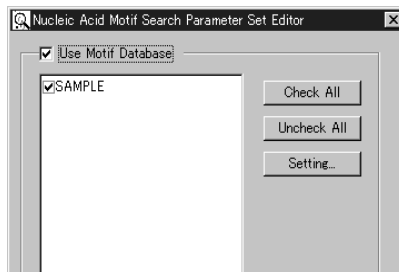 Nucleic Acid Motif Search Parameter Set Editor
Use Motif Database
SAMPLE
Check All
Uncheck All
Setting...